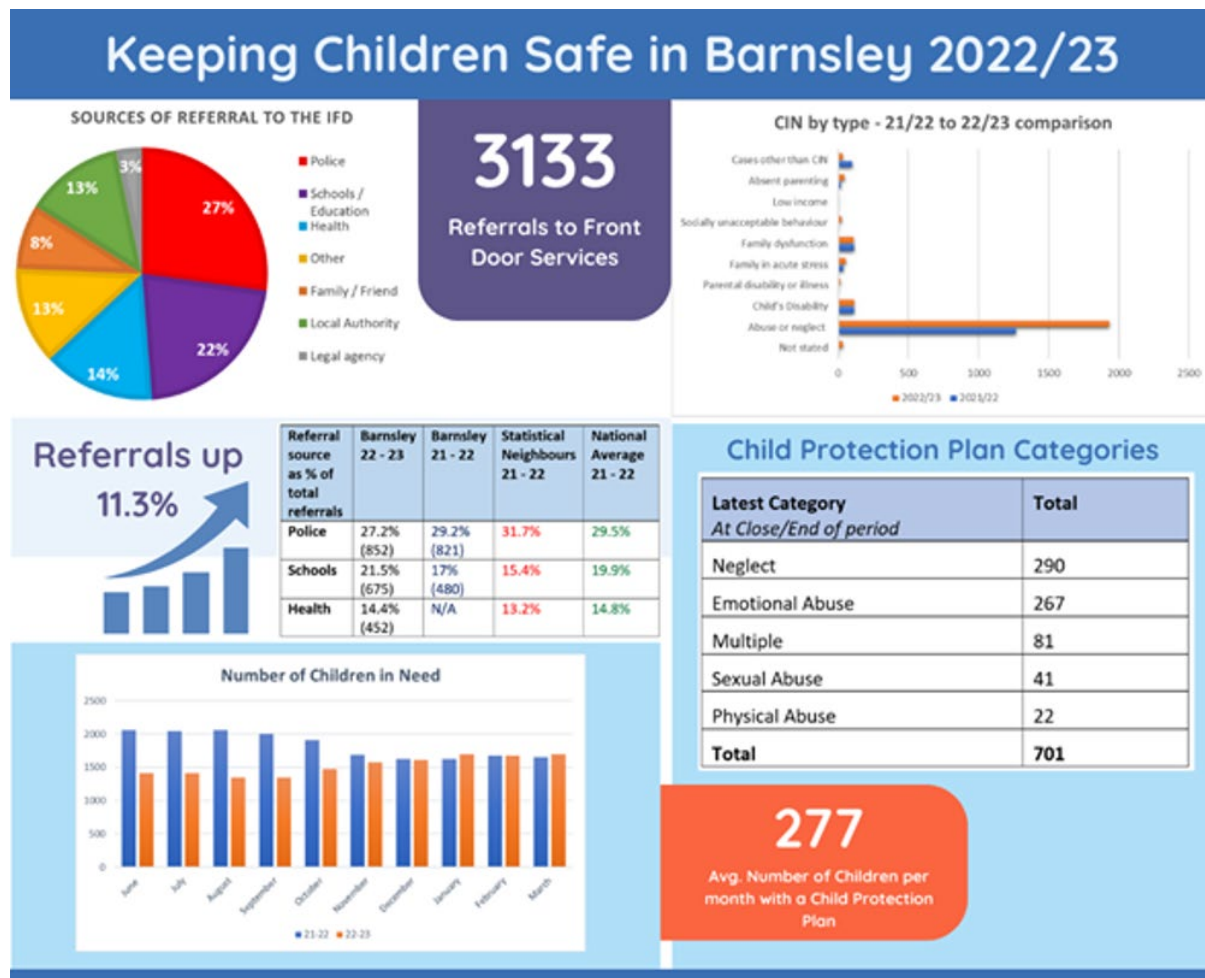 Keeping Children Safe in Barnsley 2022/23
SOURCES OF REFERRAL TO THE IFD
3%
13%
27%
8%
13%
22%
14%
Police
Schools /
Education
Health
Other
Family / Friend
Local Authority
Legal agency
3133
Referrals to Front
Door Services
CIN by type - 21/22 to 22/23 comparison
Cases other than CIN
Absent parenting
Low income
Socially unacceptable behaviour
Family dysfunction
Family in acute stress
Parental disability or illness
Child's Disability
Abuse or neglect
Not stated
0 500 1000 1500 2000 2500
2022/23 2021/22
Referrals up
11.3%
Referral source as % of total referrals Barnsley 22 - 23 Barnsley 21 - 22 Statistical Neighbours 21 - 22 National Average 21 - 22
Police 27.2% (852) 29.2% (821) 31.7% 29.5%
Schools 21.5% (675) 17% (480) 15.4% 19.9%
Health 14.4% (452) N/A 13.2% 14.8%
Child Protection Plan Categories
Latest Category Total
At Close/End of period
Neglect 290
Emotional Abuse 267
Multiple 81
Sexual Abuse 41
Physical Abuse 22
Total 701
Number of Children in Need
2500
2000
1500
1000
500
0
June July August September October November December January February March
21-22 22-23
277
Avg. Number of Children per
month with a Child Protection
Plan